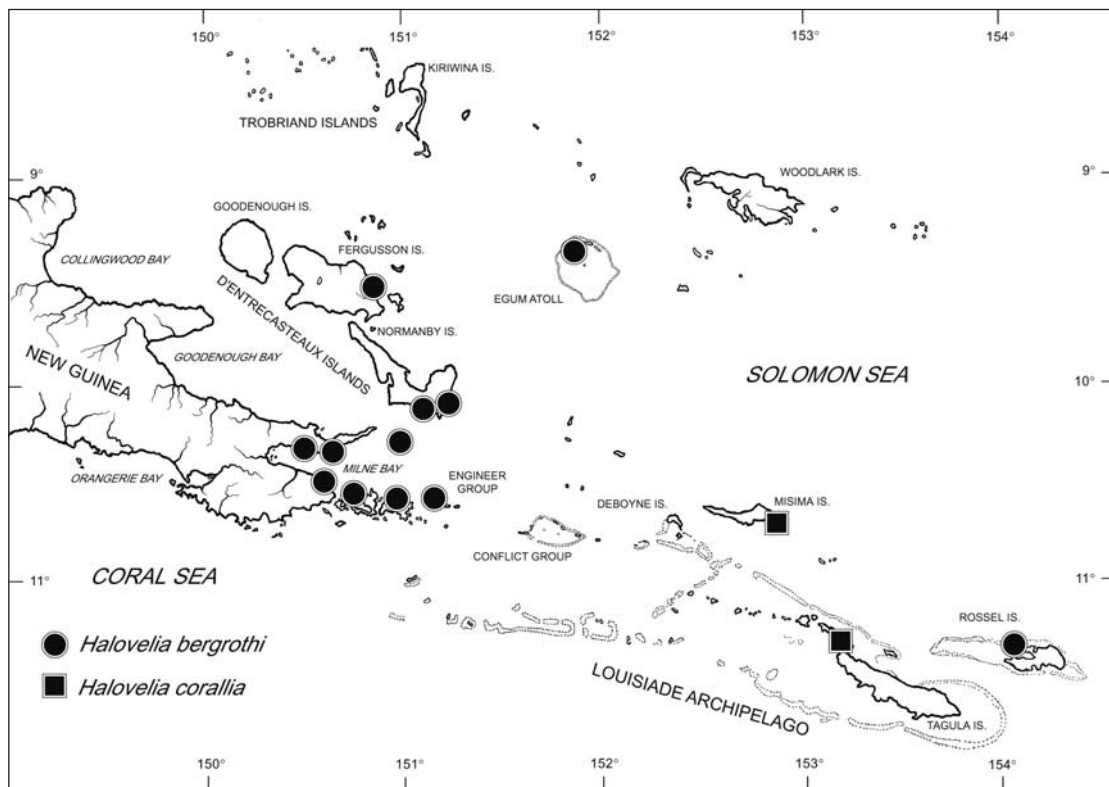 150° 151° 152° 153° 154°
KIRIWINA IS.
TROBRIAND ISLANDS
9° 9°
WOODLARK IS.
GOODENOUGH IS.
FERGUSSON IS.
COLLINGWOOD BAY
EGUM ATOLL
D'ENTRECASTEAUX ISLANDS
NORMANBY IS.
GOODENOUGH BAY
NEW GUINEA
SOLOMON SEA
10°
MILNE BAY
ORANGERIE BAY
ENGINEER
GROUP
DEBOYNE IS.
MISIMA IS.
CONFLICT GROUP
CORAL SEA
11° 11°
ROSSEL IS.
Halovelia bergrothi
Halovelia corallia
LOUISIADE ARCHIPELAGO
TAGULA IS.
150° 151° 152° 153° 154°